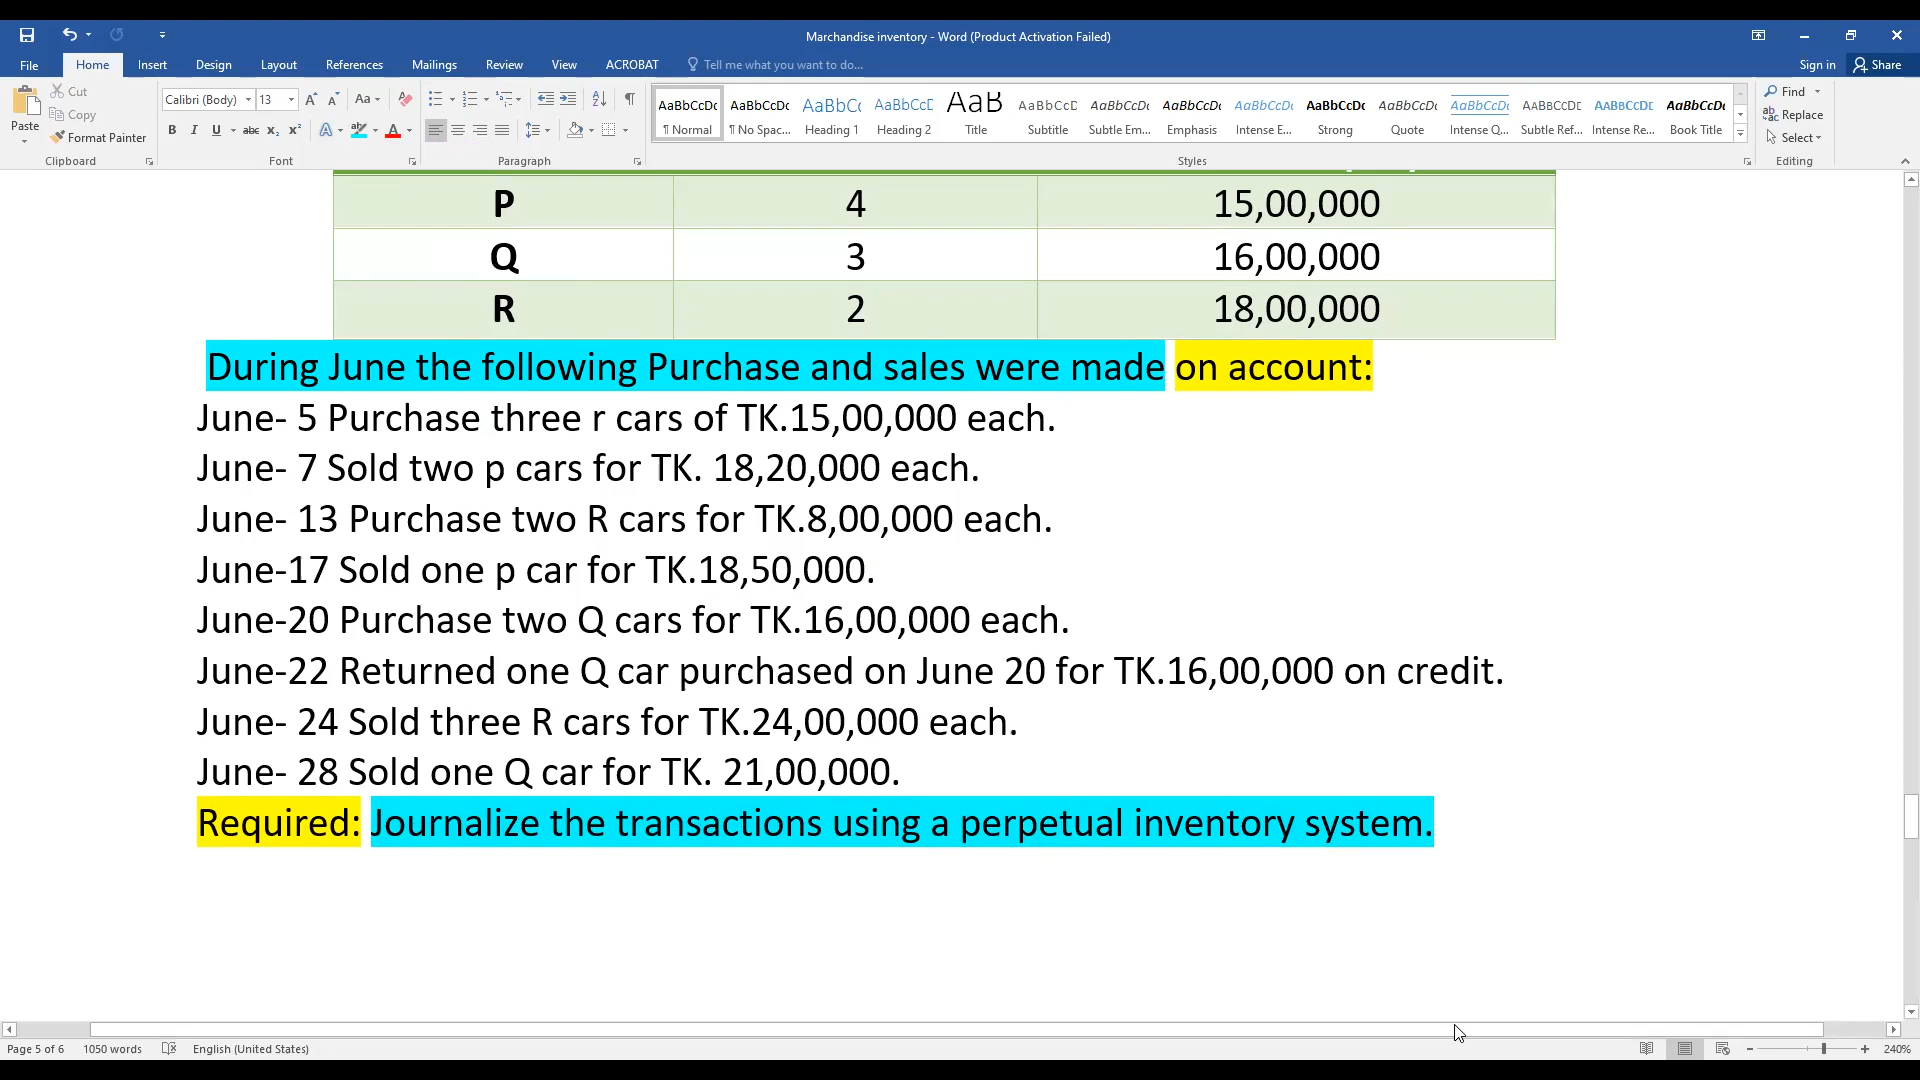 Marchandise inventory - Word (Product Activation Failed)
File Home Insert Design Layout References Mailings Review View ACROBAT Tell me what you want to do... Sign in Share
Paste Cut Copy Format Painter
Calibri (Body) 13
AaBbCcDc AaBbCcDc AaBbCc AaBbCcD AaB AaBbCcD AaBbCcDc AaBbCcDc AaBbCcDc AaBbCcDc AaBbCcDc AaBbCcDc AABBCCDD AABBCCDD AaBbCcDc
¶ Normal ¶ No Spac... Heading 1 Heading 2 Title Subtitle Subtle Em... Emphasis Intense E... Strong Quote Intense Q... Subtle Ref... Intense Re... Book Title
Find Replace Select
Clipboard Font Paragraph Styles Editing
P 4 15,00,000
Q 3 16,00,000
R 2 18,00,000
During June the following Purchase and sales were made on account:
June- 5 Purchase three r cars of TK.15,00,000 each.
June- 7 Sold two p cars for TK. 18,20,000 each.
June- 13 Purchase two R cars for TK.8,00,000 each.
June-17 Sold one p car for TK.18,50,000.
June-20 Purchase two Q cars for TK.16,00,000 each.
June-22 Returned one Q car purchased on June 20 for TK.16,00,000 on credit.
June- 24 Sold three R cars for TK.24,00,000 each.
June- 28 Sold one Q car for TK. 21,00,000.
Required: Journalize the transactions using a perpetual inventory system.
Page 5 of 6 1050 words English (United States) 240%